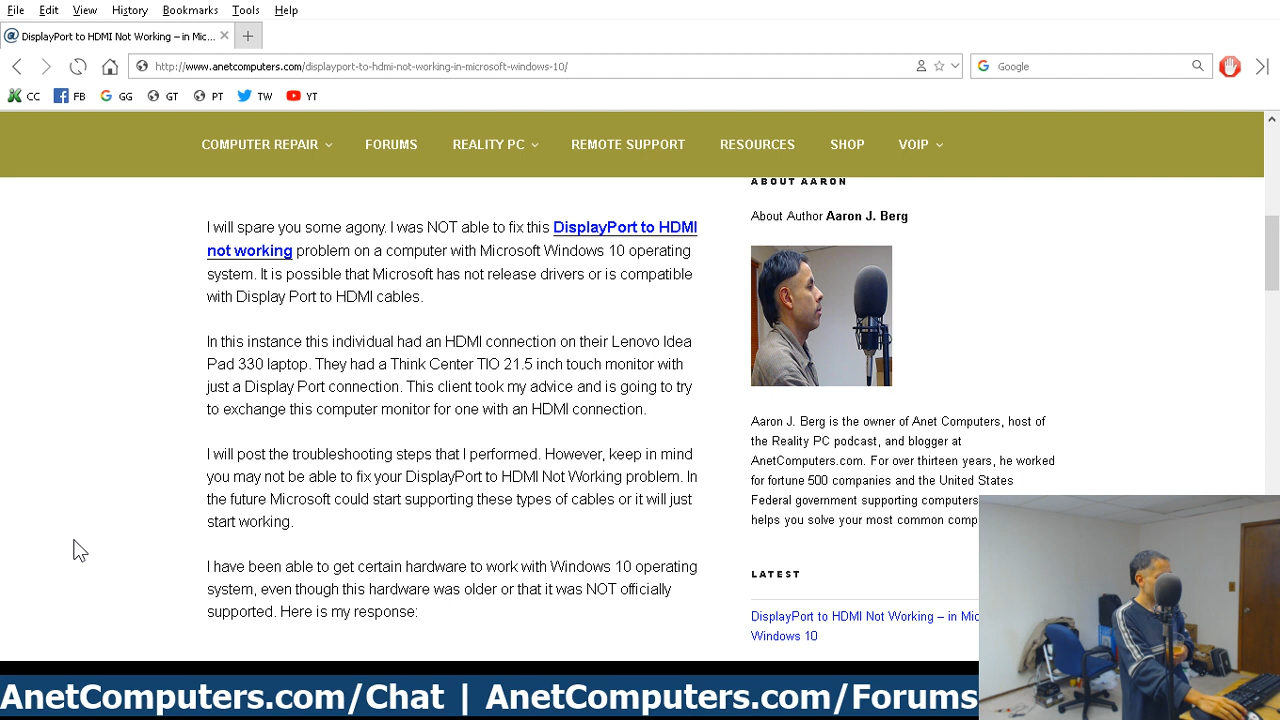 File Edit View History Bookmarks Tools Help
DisplayPort to HDMI Not Working – in Mic...
http://www.anetcomputers.com/displayport-to-hdmi-not-working-in-microsoft-windows-10/
Google
CC FB GG GT PT TW YT
COMPUTER REPAIR FORUMS REALITY PC REMOTE SUPPORT RESOURCES SHOP VOIP
I will spare you some agony. I was NOT able to fix this DisplayPort to HDMI
not working problem on a computer with Microsoft Windows 10 operating
system. It is possible that Microsoft has not release drivers or is compatible
with Display Port to HDMI cables.
In this instance this individual had an HDMI connection on their Lenovo Idea
Pad 330 laptop. They had a Think Center TIO 21.5 inch touch monitor with
just a Display Port connection. This client took my advice and is going to try
to exchange this computer monitor for one with an HDMI connection.
I will post the troubleshooting steps that I performed. However, keep in mind
you may not be able to fix your DisplayPort to HDMI Not Working problem. In
the future Microsoft could start supporting these types of cables or it will just
start working.
I have been able to get certain hardware to work with Windows 10 operating
system, even though this hardware was older or that it was NOT officially
supported. Here is my response:
ABOUT AARON
About Author Aaron J. Berg
Aaron J. Berg is the owner of Anet Computers, host of
the Reality PC podcast, and blogger at
AnetComputers.com. For over thirteen years, he worked
for fortune 500 companies and the United States
Federal government supporting computers
helps you solve your most common comp
LATEST
DisplayPort to HDMI Not Working – in Mic
Windows 10
AnetComputers.com/Chat | AnetComputers.com/Forums